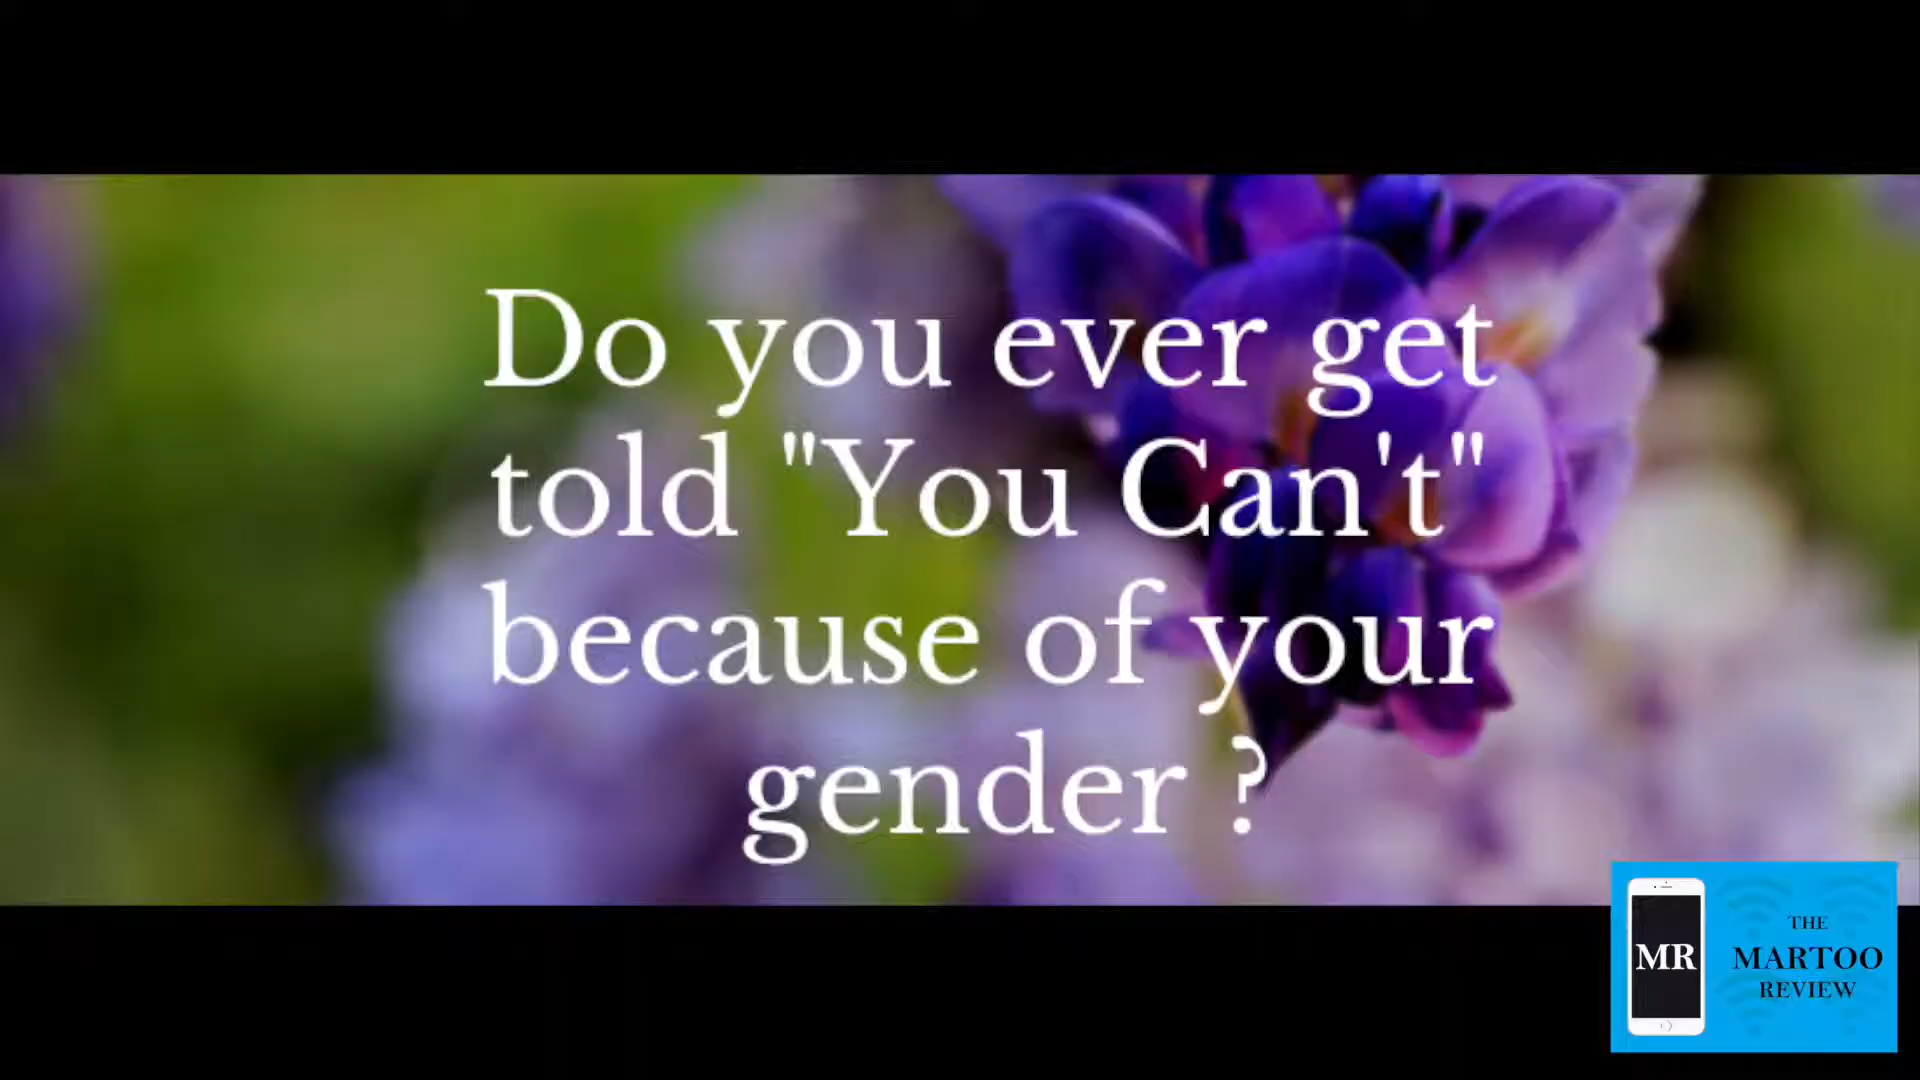 Do you ever get
told "You Can't"
because of your
gender ?
MR
THE
MARTOO
REVIEW